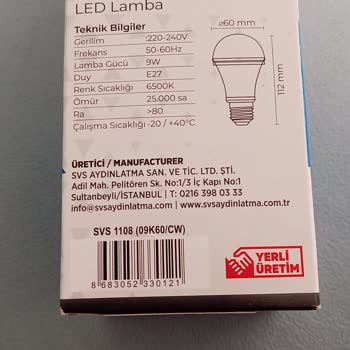 LED Lamba
Teknik Bilgiler
Gerilim :220-240V
Frekans 50-60Hz
Lamba Gücü 9W
Duy E27
Renk Sıcaklığı 6500K
Ömür 25.000 sa
Ra >80
Çalışma Sıcaklığı -20 / +40°C
⌀60 mm
112 mm
ÜRETİCİ / MANUFACTURER
SVS AYDINLATMA SAN. VE TİC. LTD. ŞTİ.
Adil Mah. Pelitören Sk. No:1/3 İç Kapı No:1
Sultanbeyli/İSTANBUL / T: 0216 398 03 33
info@svsaydinlatma.com / www.svsaydinlatma.com.tr
SVS 1108 (09K60/CW)
8 683052 330121
YERLİ
ÜRETİM